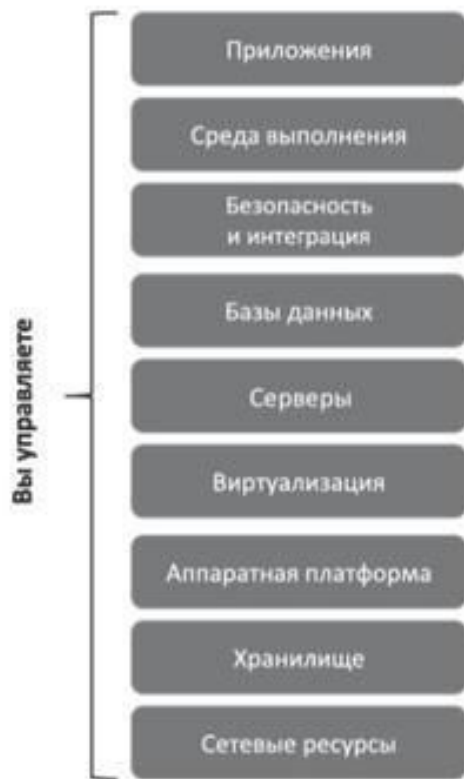 Вы управляете
Приложения
Среда выполнения
Безопасность
и интеграция
Базы данных
Серверы
Виртуализация
Аппаратная платформа
Хранилище
Сетевые ресурсы